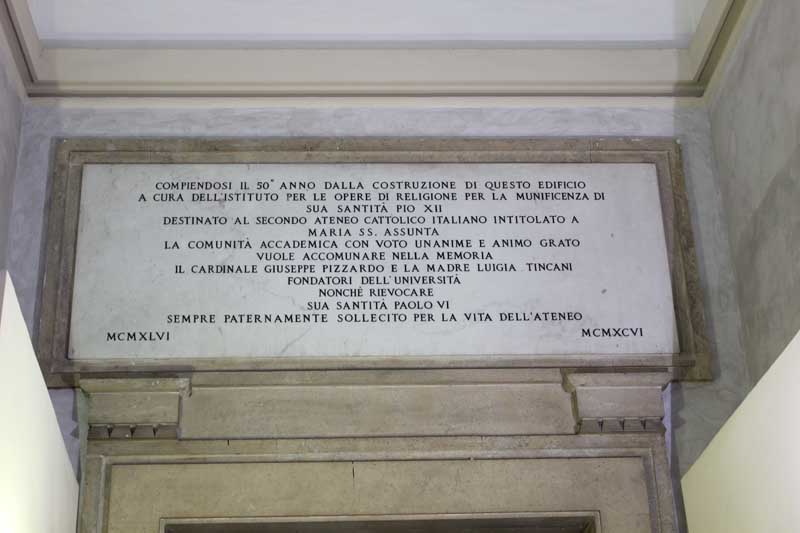 COMPIENDOSI IL 50° ANNO DALLA COSTRUZIONE DI QUESTO EDIFICIO
A CURA DELL'ISTITUTO PER LE OPERE DI RELIGIONE PER LA MUNIFICENZA DI
SUA SANTITÀ PIO XII
DESTINATO AL SECONDO ATENEO CATTOLICO ITALIANO INTITOLATO A
MARIA SS. ASSUNTA
LA COMUNITÀ ACCADEMICA CON VOTO UNANIME E ANIMO GRATO
VUOLE ACCOMUNARE NELLA MEMORIA
IL CARDINALE GIUSEPPE PIZZARDO E LA MADRE LUIGIA TINCANI
FONDATORI DELL'UNIVERSITÀ
NONCHÈ RIEVOCARE
SUA SANTITÀ PAOLO VI
SEMPRE PATERNAMENTE SOLLECITO PER LA VITA DELL'ATENEO
MCMXLVI MCMXCVI